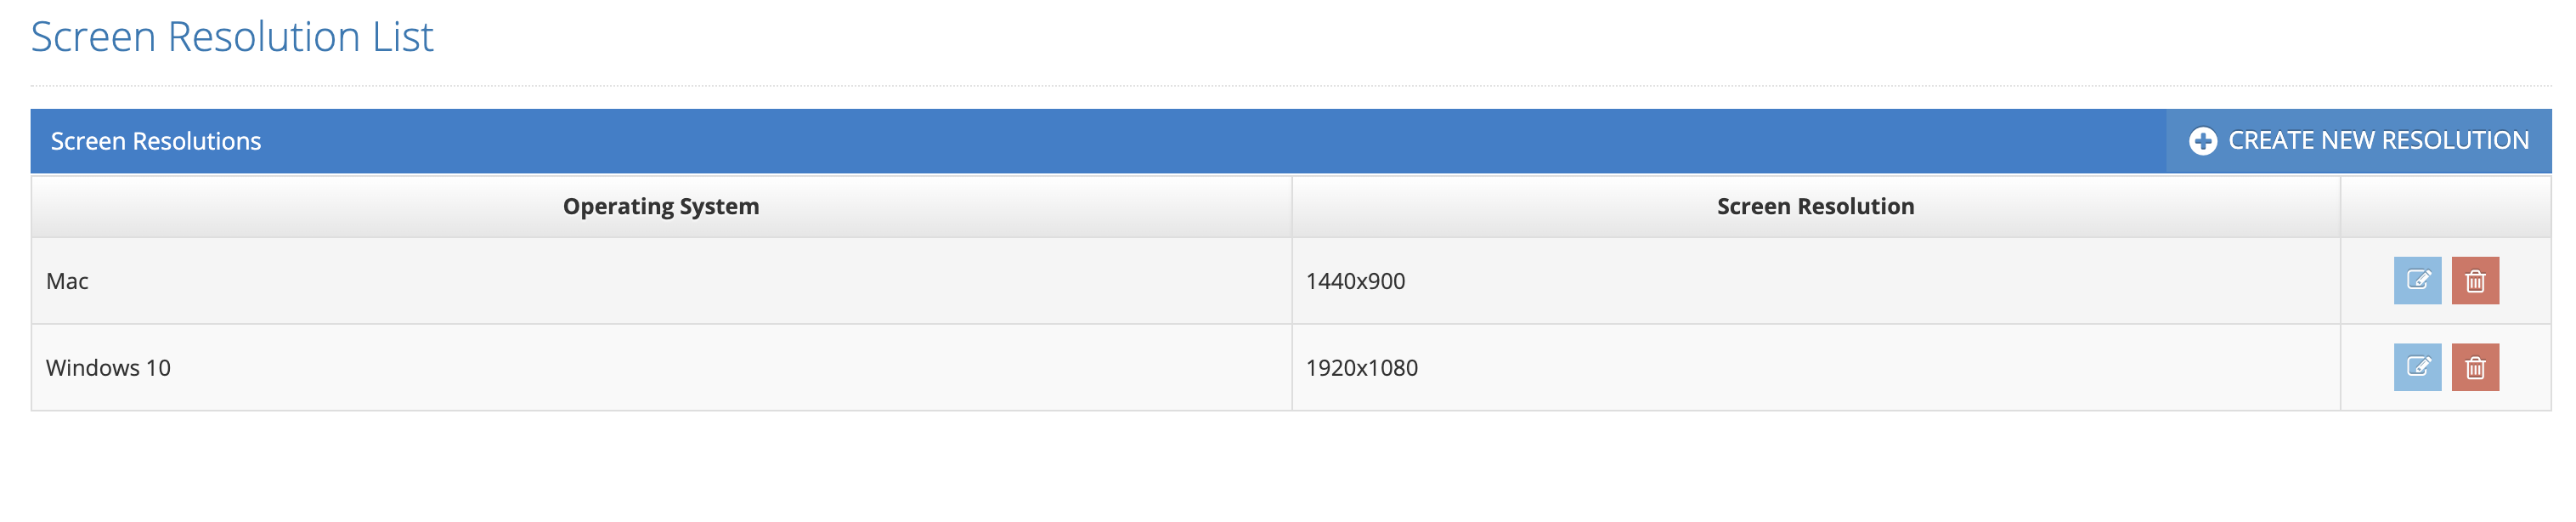 Screen Resolution List
Screen Resolutions
CREATE NEW RESOLUTION
Operating System
Screen Resolution
Mac
1440x900
Windows 10
1920x1080